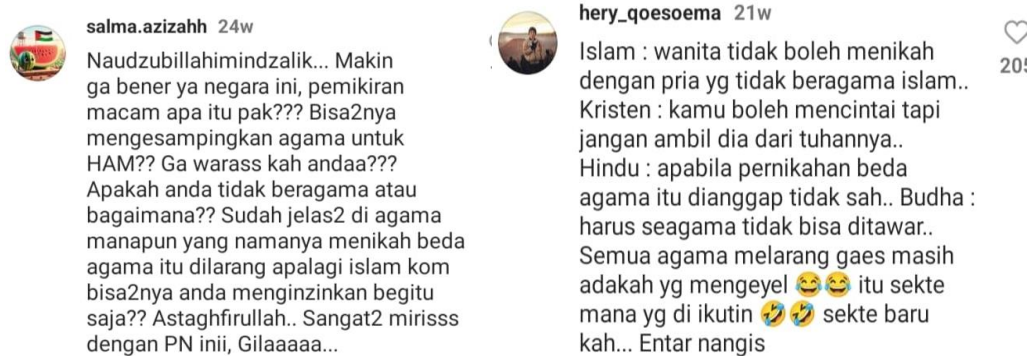 salma.azizahh 24w
Naudzubillahimindzalik... Makin
ga bener ya negara ini, pemikiran
macam apa itu pak??? Bisa2nya
mengesampingkan agama untuk
HAM?? Ga warass kah andaa???
Apakah anda tidak beragama atau
bagaimana?? Sudah jelas2 di agama
manapun yang namanya menikah beda
agama itu dilarang apalagi islam kom
bisa2nya anda menginzinkan begitu
saja?? Astaghfirullah.. Sangat2 mirisss
dengan PN inii, Gilaaaaa...
hery_qoesoema 21w
Islam : wanita tidak boleh menikah
dengan pria yg tidak beragama islam..
Kristen : kamu boleh mencintai tapi
jangan ambil dia dari tuhannya..
Hindu : apabila pernikahan beda
agama itu dianggap tidak sah.. Budha :
harus seagama tidak bisa ditawar..
Semua agama melarang gaes masih
adakah yg mengeyel 😂😂 itu sekte
mana yg di ikutin 🤣🤣 sekte baru
kah... Entar nangis